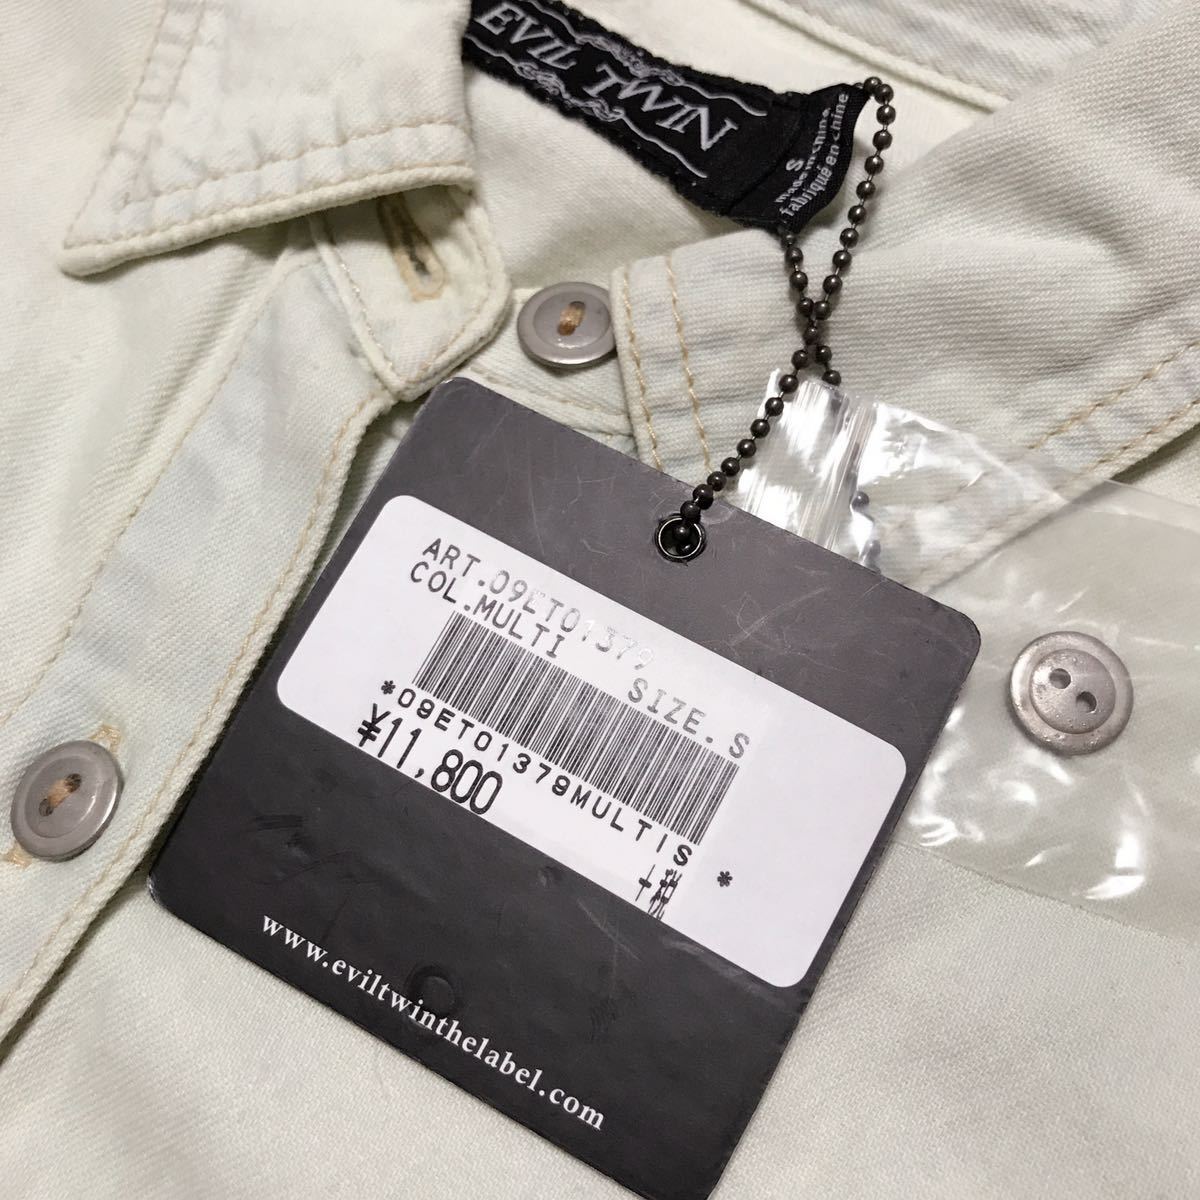 EVIL TWIN
S
made in china
fabriqué en chine
ART.09ET01379
COL.MULTI SIZE.S
*09ET01379MULTIS*
¥11,800
+税
www.eviltwinthelabel.com